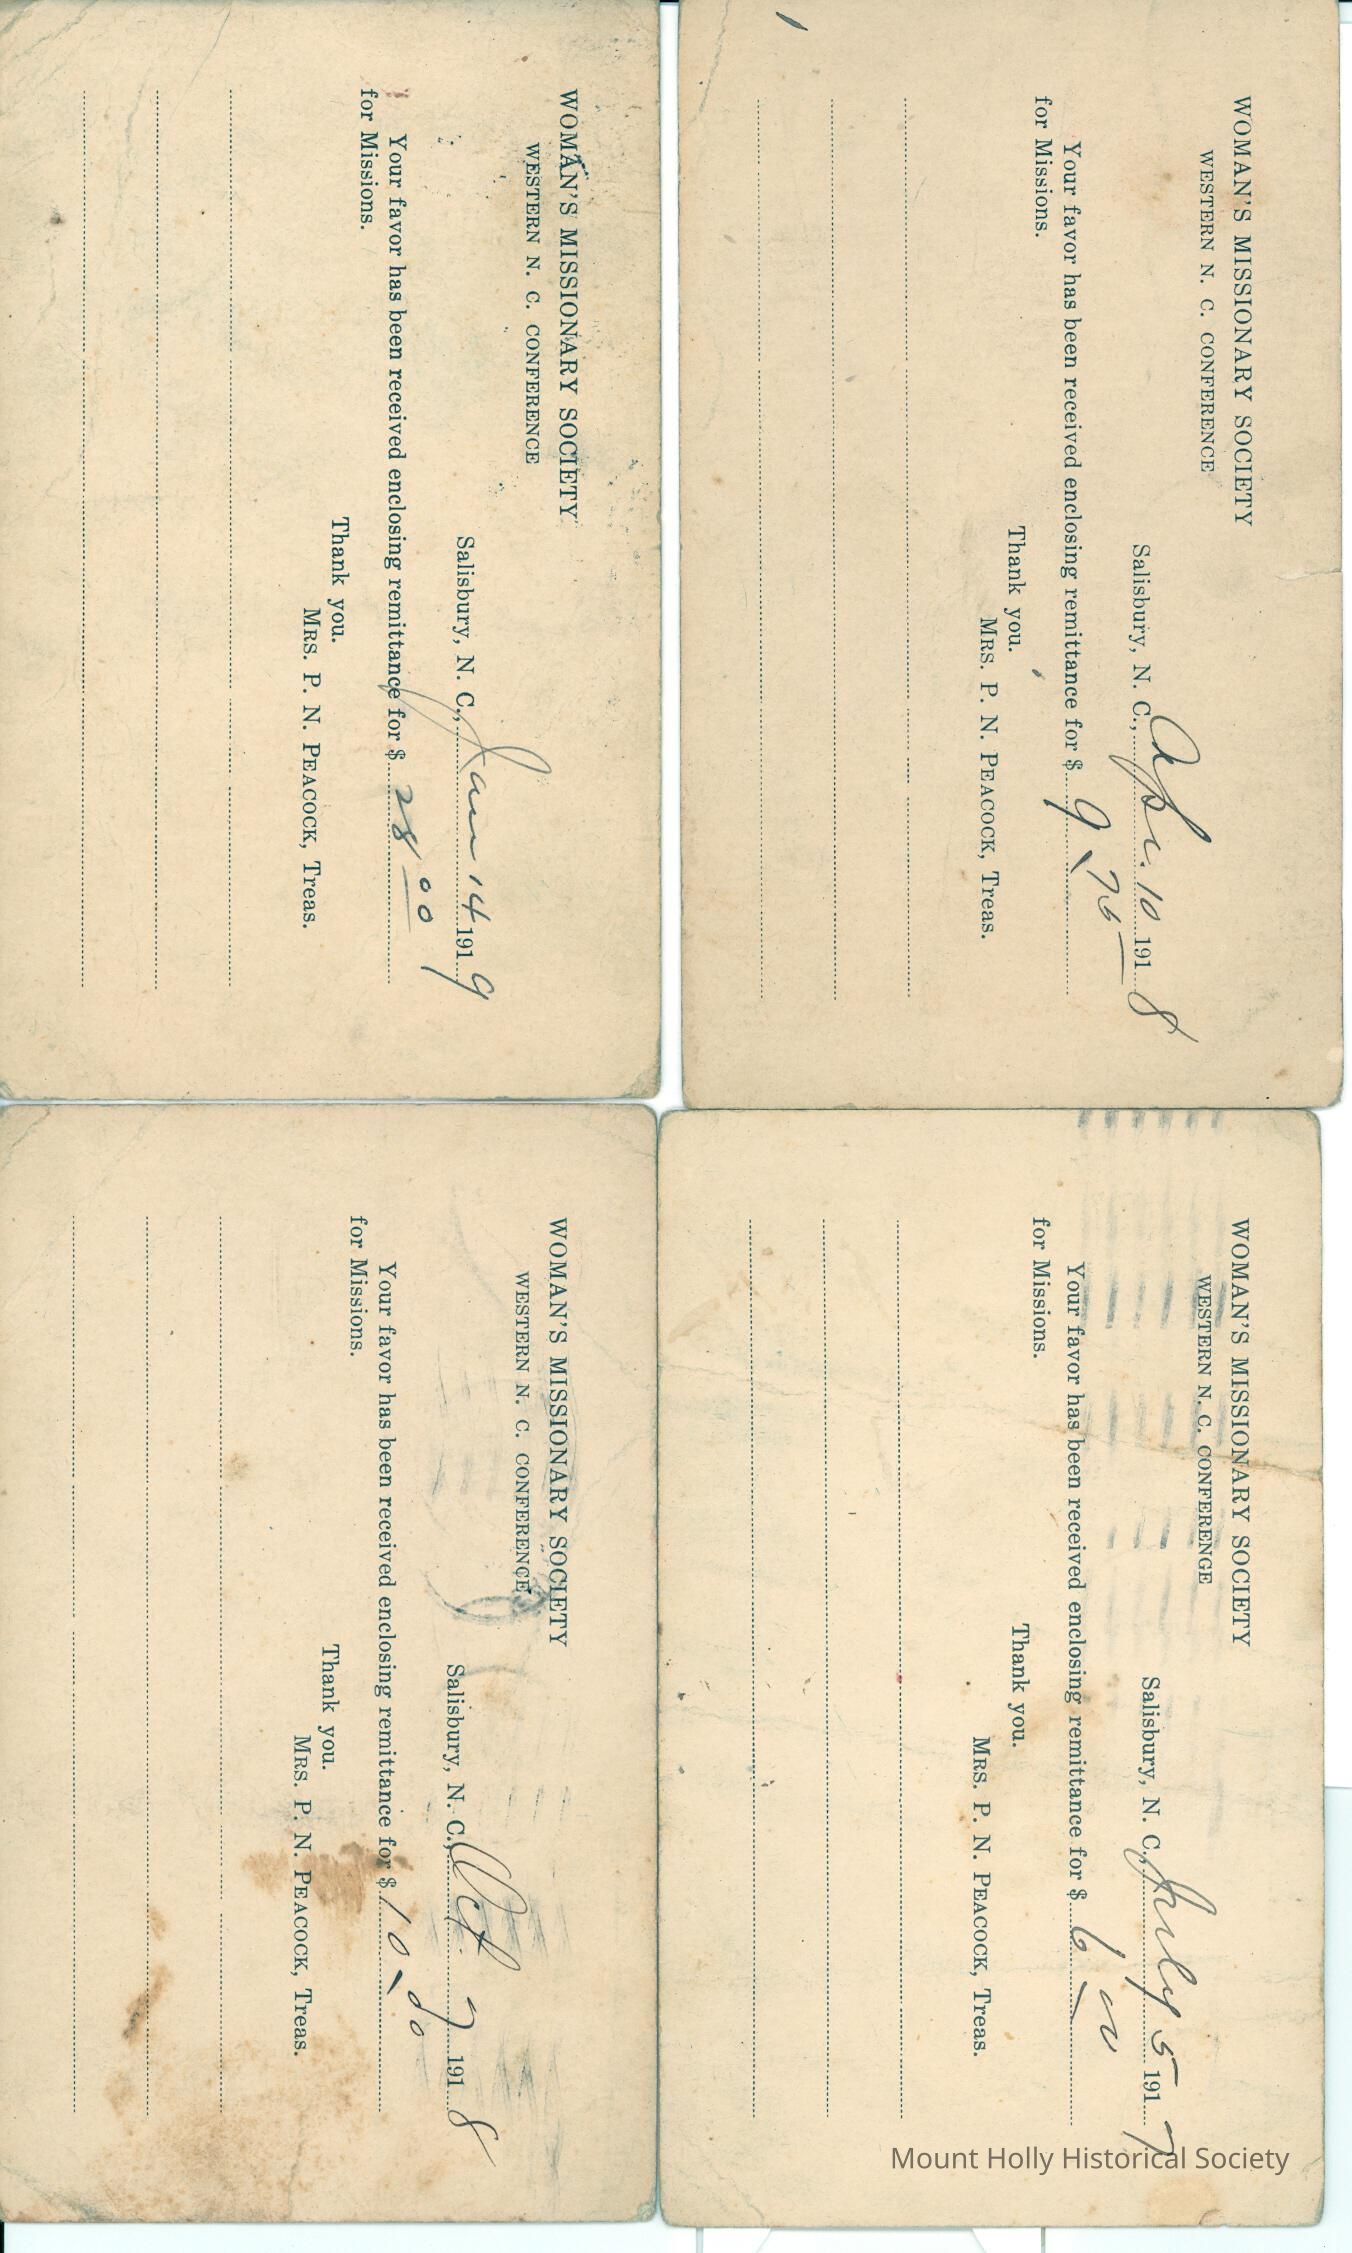 WOMAN'S MISSIONARY SOCIETY
WESTERN N. C. CONFERENCE
Salisbury, N. C., Apr. 10 1918
Your favor has been received enclosing remittance for $ 9.75
for Missions.
Thank you.
MRS. P. N. PEACOCK, Treas.
WOMAN'S MISSIONARY SOCIETY
WESTERN N. C. CONFERENCE
Salisbury, N. C., July 5 1917
Your favor has been received enclosing remittance for $ 6.
for Missions.
Thank you.
MRS. P. N. PEACOCK, Treas.
WOMAN'S MISSIONARY SOCIETY
WESTERN N. C. CONFERENCE
Salisbury, N. C., Jan 14 1919
Your favor has been received enclosing remittance for $ 28 00
for Missions.
Thank you.
MRS. P. N. PEACOCK, Treas.
WOMAN'S MISSIONARY SOCIETY
WESTERN N. C. CONFERENCE
Salisbury, N. C., Oct 7 1918
Your favor has been received enclosing remittance for $ 10.
for Missions.
Thank you.
MRS. P. N. PEACOCK, Treas.
Mount Holly Historical Society